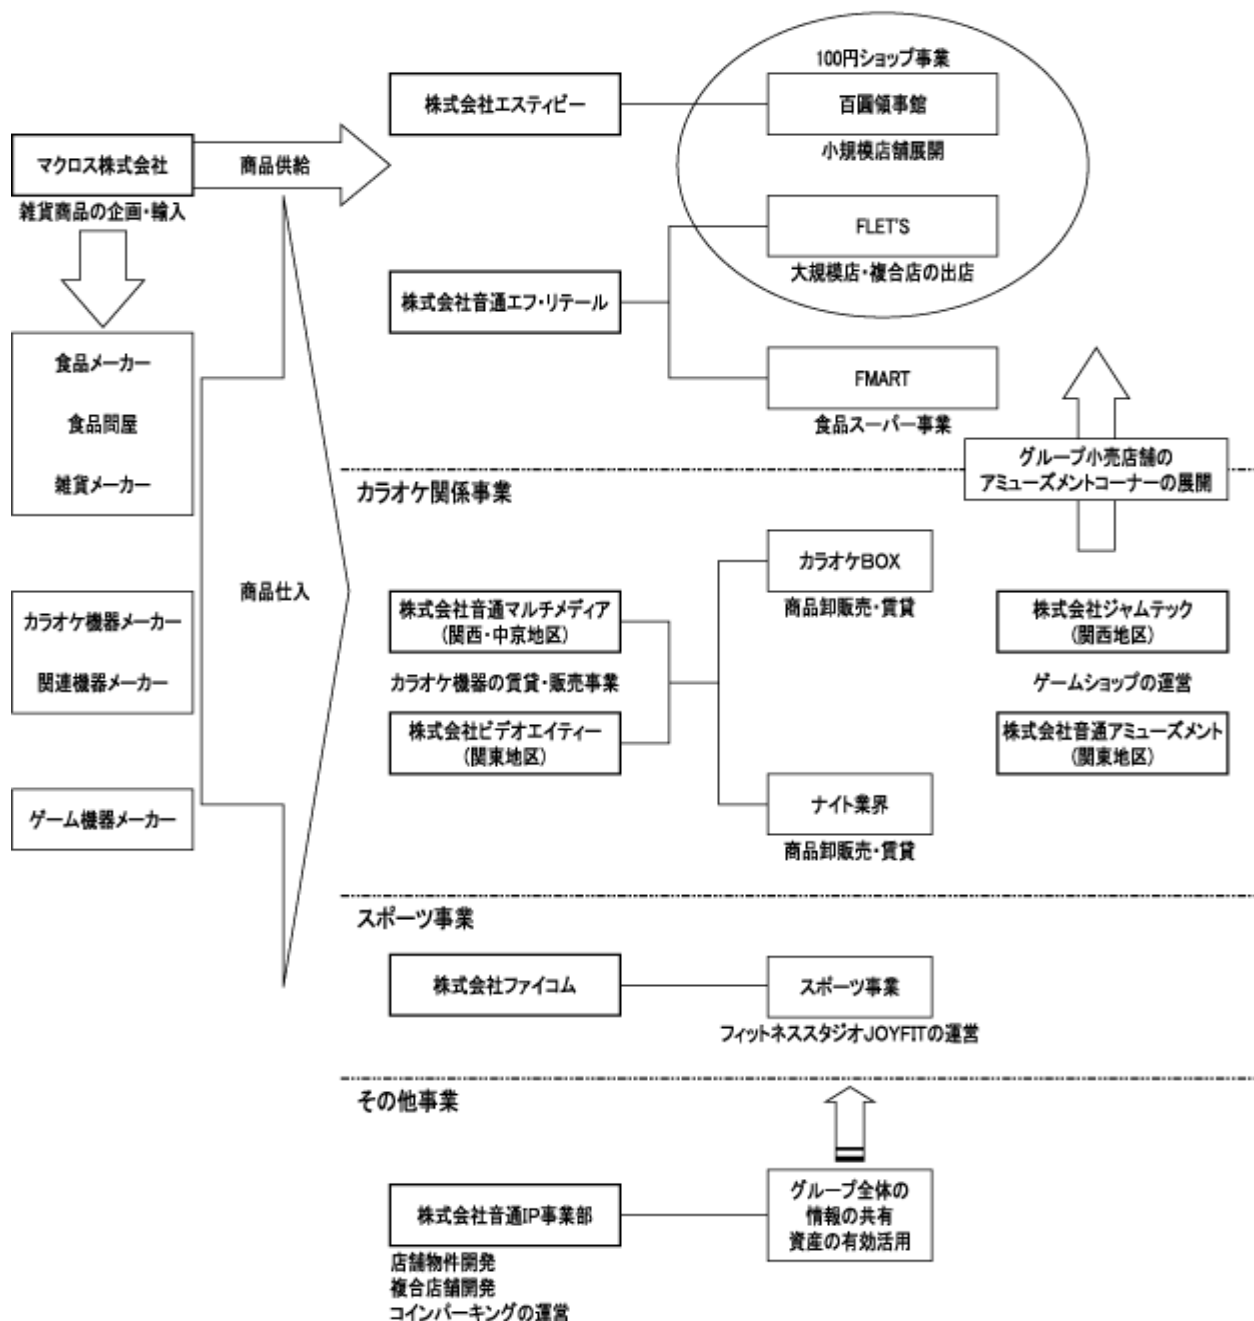 100円ショップ事業
株式会社エスティビー
百圓領事館
小規模店舗展開
マクロス株式会社
商品供給
雑貨商品の企画・輸入
FLET'S
大規模店・複合店の出店
株式会社音通エフ・リテール
食品メーカー
食品問屋
雑貨メーカー
FMART
食品スーパー事業
グループ小売店舗の
アミューズメントコーナーの展開
カラオケ関係事業
カラオケBOX
商品卸販売・賃貸
商品仕入
カラオケ機器メーカー
関連機器メーカー
株式会社音通マルチメディア
(関西・中京地区)
カラオケ機器の賃貸・販売事業
株式会社ビデオエイティー
(関東地区)
株式会社ジャムテック
(関西地区)
ゲームショップの運営
株式会社音通アミューズメント
(関東地区)
ゲーム機器メーカー
ナイト業界
商品卸販売・賃貸
スポーツ事業
株式会社ファイコム
スポーツ事業
フィットネススタジオJOYFITの運営
その他事業
株式会社音通IP事業部
グループ全体の
情報の共有
資産の有効活用
店舗物件開発
複合店舗開発
コインパーキングの運営